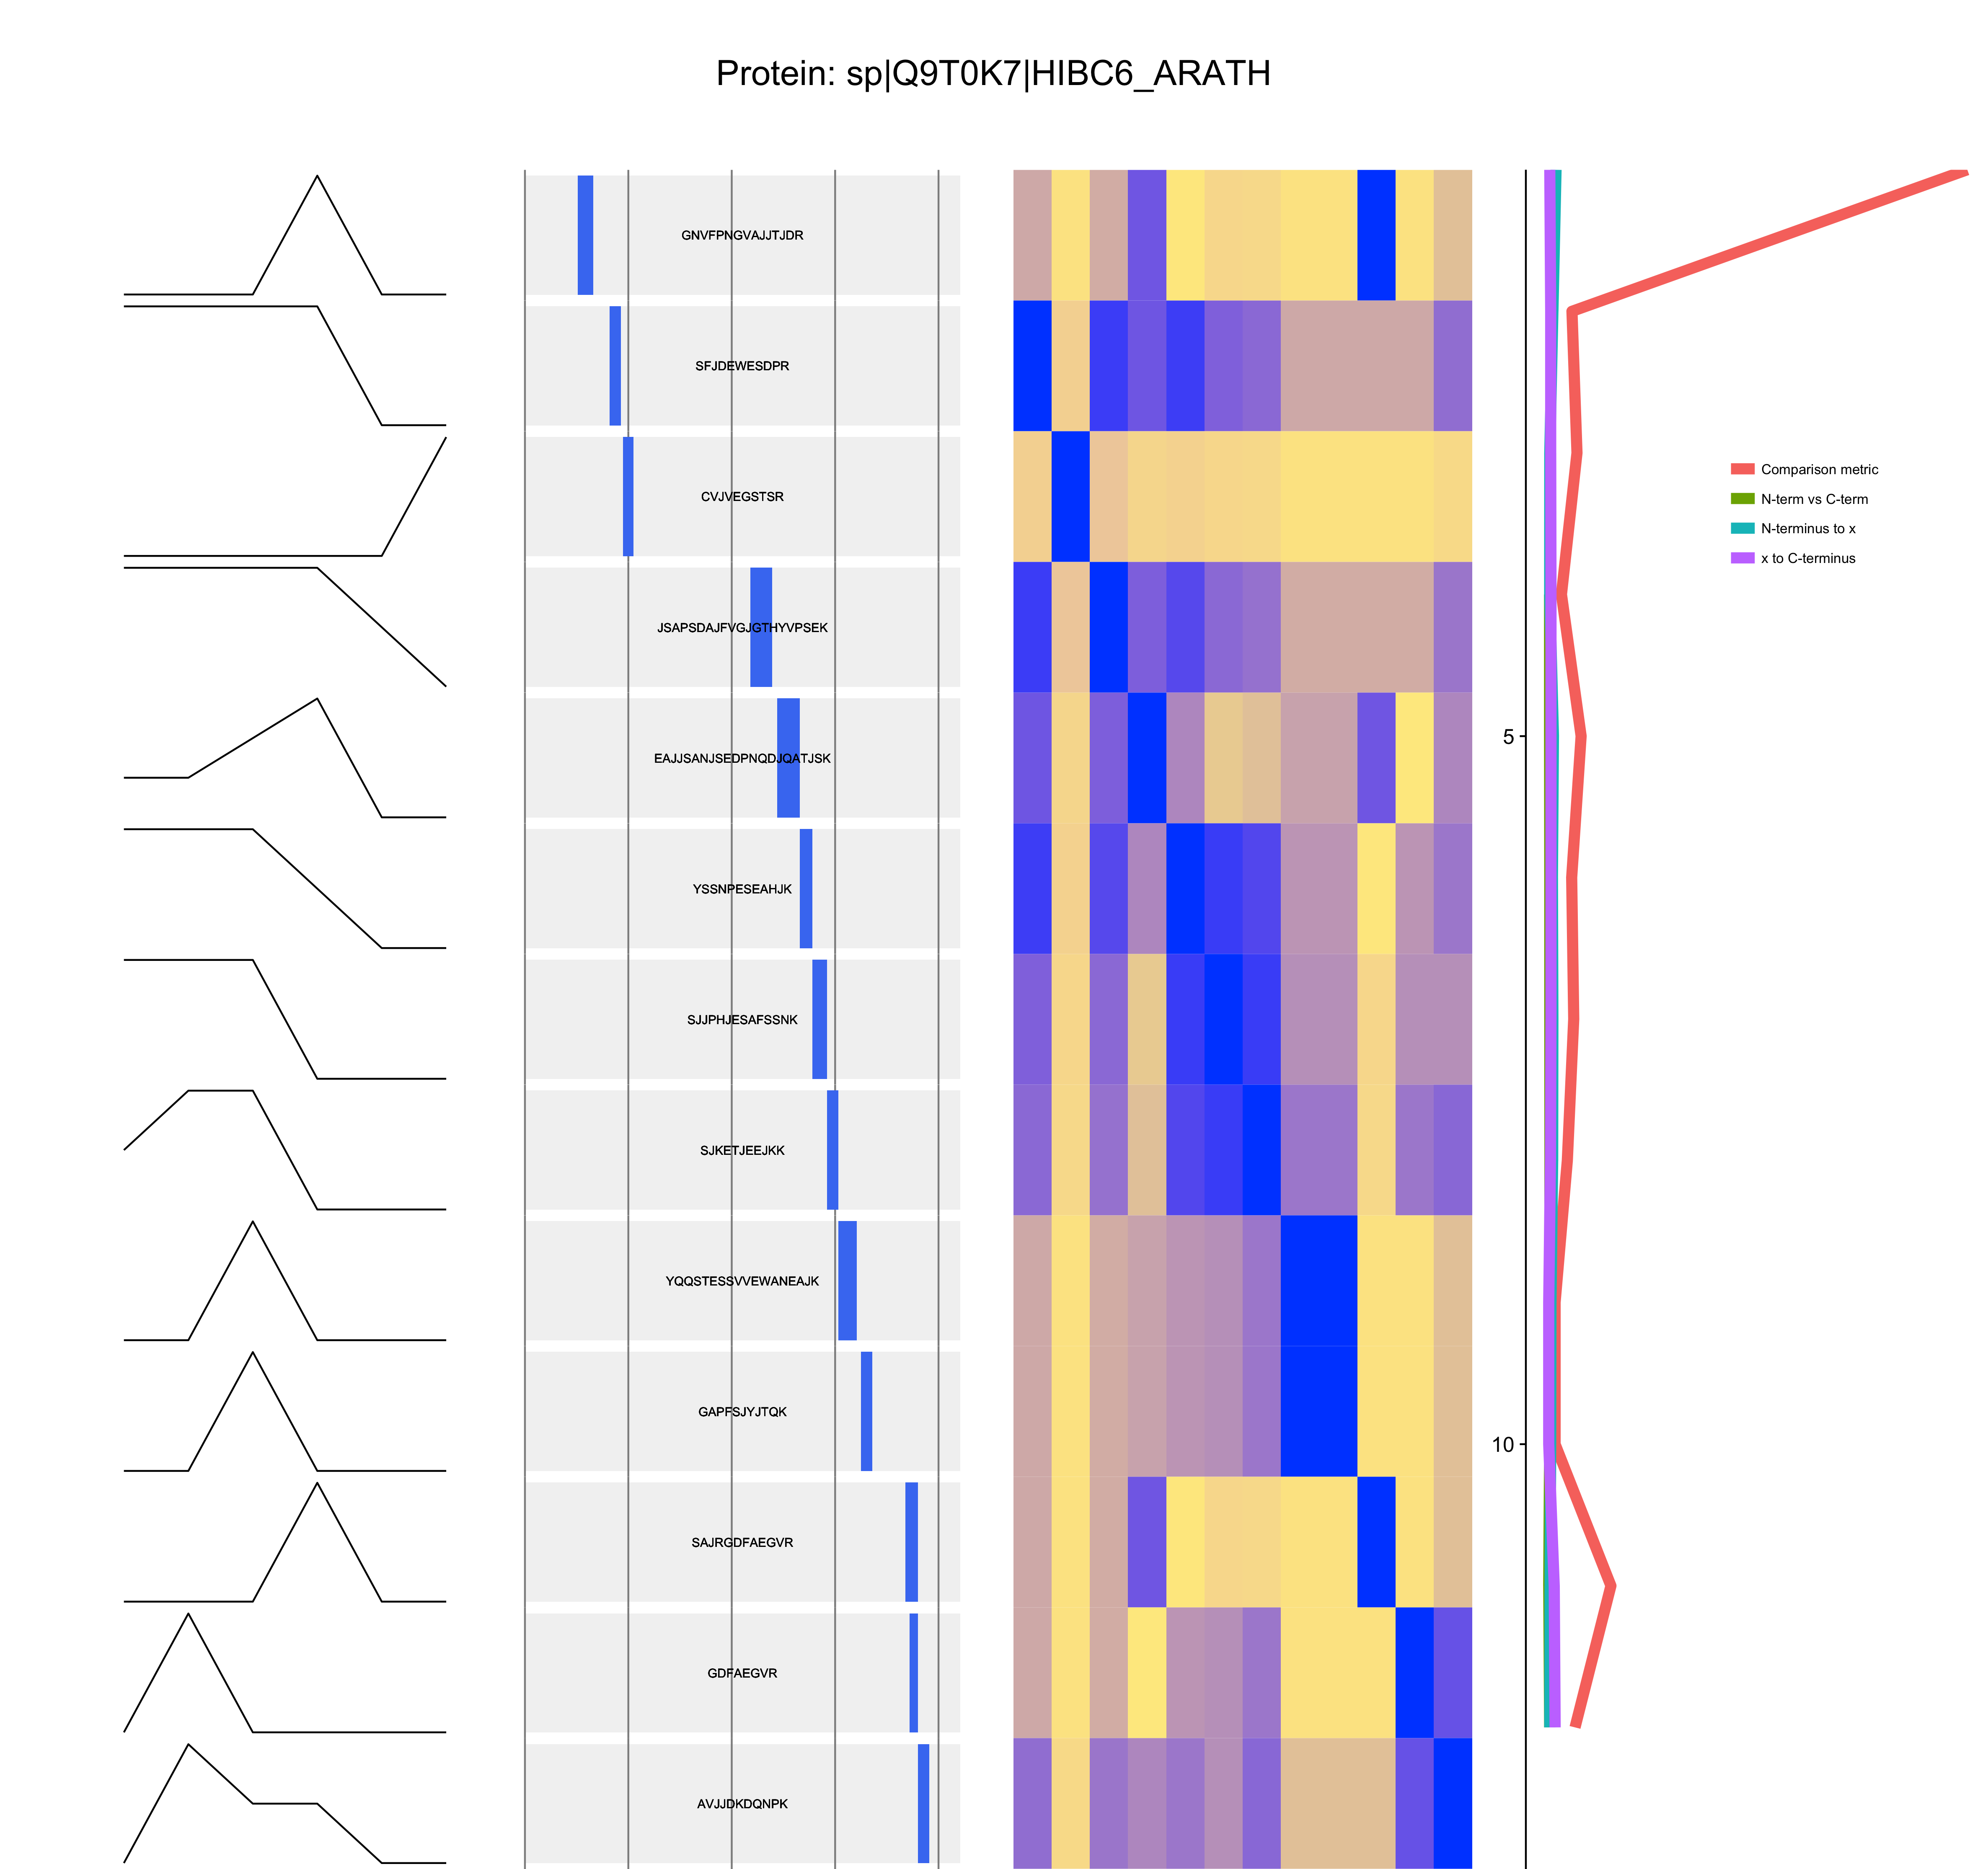 Protein: sp|Q9T0K7|HIBC6_ARATH
GNVFPNGVAJJTJDR
SFJDEWESDPR
CVJVEGSTSR
JSAPSDAJFVGJGTHYVPSEK
EAJJSANJSEDPNQDJQATJSK
YSSNPESEAHJK
SJJPHJESAFSSNK
SJKETJEEJKK
YQQSTESSVVEWANEAJK
GAPFSJYJTQK
SAJRGDFAEGVR
GDFAEGVR
AVJJDKDQNPK
5
10
Comparison metric
N-term vs C-term
N-terminus to x
x to C-terminus